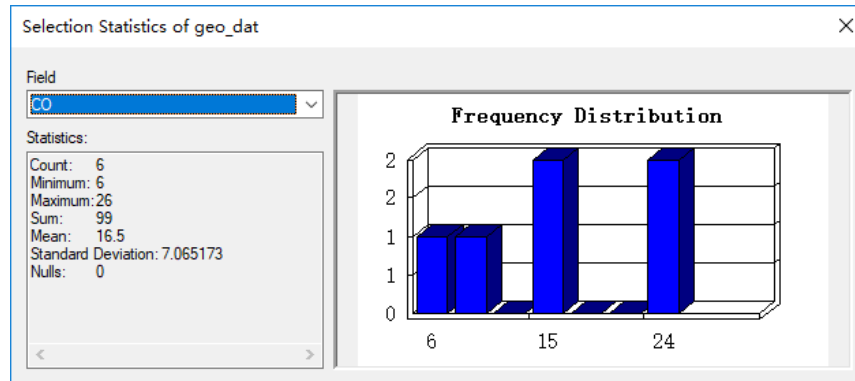 Selection Statistics of geo_dat
Field
CO
Statistics:
Count: 6
Minimum: 6
Maximum: 26
Sum: 99
Mean: 16.5
Standard Deviation: 7.065173
Nulls: 0
Frequency Distribution
2
2
1
1
0
6 15 24